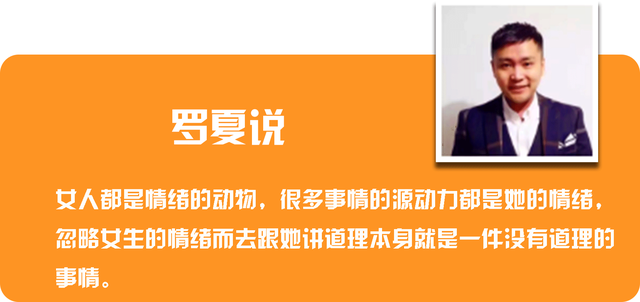 罗夏说
女人都是情绪的动物，很多事情的源动力都是她的情绪，
忽略女生的情绪而去跟她讲道理本身就是一件没有道理的
事情。